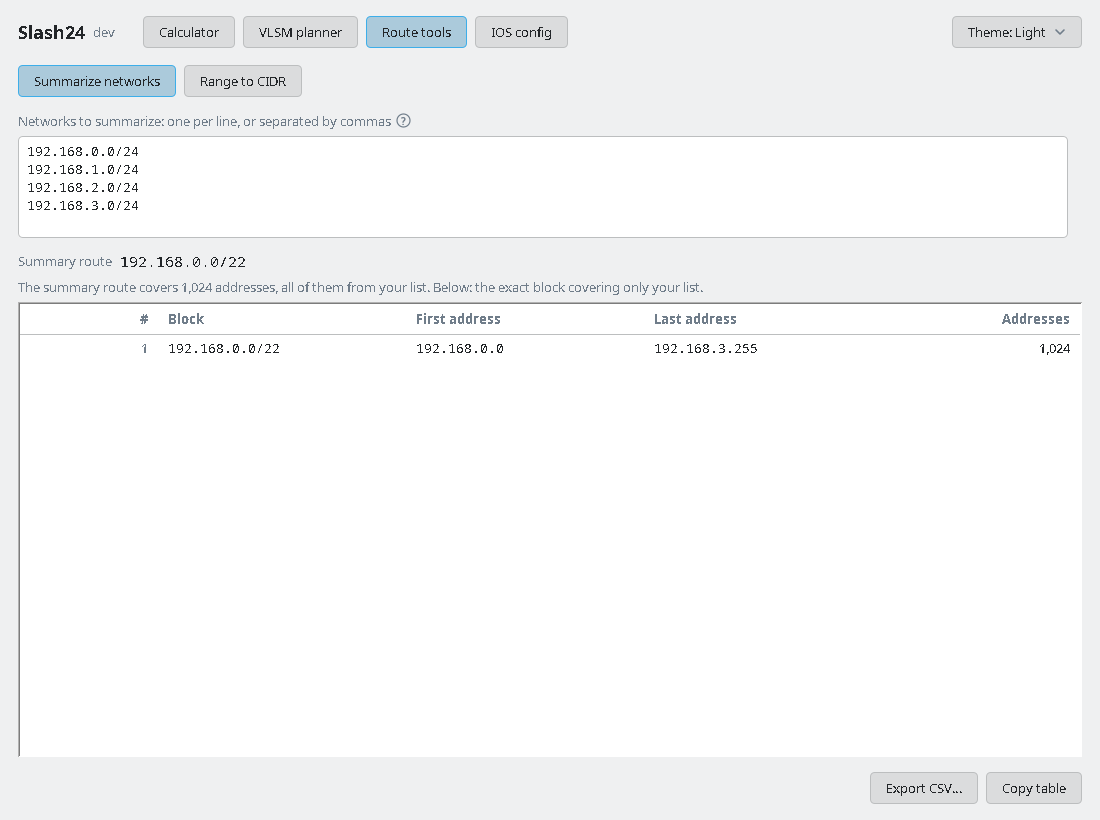 Slash24 dev Calculator VLSM planner Route tools IOS config Theme: Light
Summarize networks Range to CIDR
Networks to summarize: one per line, or separated by commas ?
192.168.0.0/24
192.168.1.0/24
192.168.2.0/24
192.168.3.0/24
Summary route 192.168.0.0/22
The summary route covers 1,024 addresses, all of them from your list. Below: the exact block covering only your list.
# Block First address Last address Addresses
1 192.168.0.0/22 192.168.0.0 192.168.3.255 1,024
Export CSV... Copy table